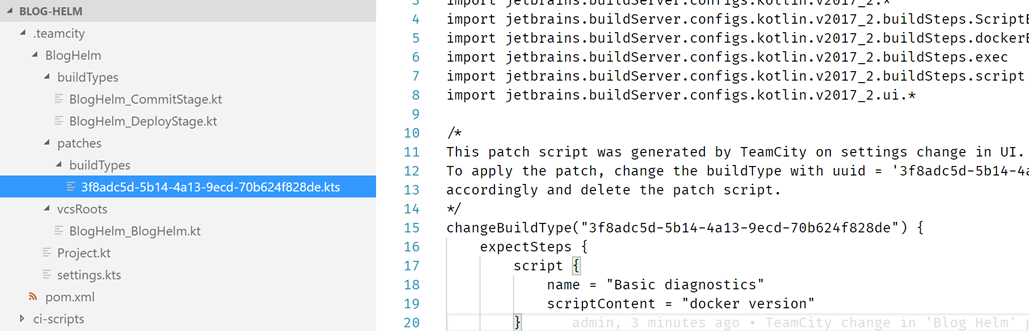 BLOG-HELM
.teamcity
BlogHelm
buildTypes
BlogHelm_CommitStage.kt
BlogHelm_DeployStage.kt
patches
buildTypes
3f8adc5d-5b14-4a13-9ecd-70b624f828de.kts
vcsRoots
BlogHelm_BlogHelm.kt
Project.kt
settings.kts
pom.xml
ci-scripts
3 import jetbrains.buildServer.configs.kotlin.v2017_2.*
4 import jetbrains.buildServer.configs.kotlin.v2017_2.buildSteps.ScriptB
5 import jetbrains.buildServer.configs.kotlin.v2017_2.buildSteps.dockerB
6 import jetbrains.buildServer.configs.kotlin.v2017_2.buildSteps.exec
7 import jetbrains.buildServer.configs.kotlin.v2017_2.buildSteps.script
8 import jetbrains.buildServer.configs.kotlin.v2017_2.ui.*
9
10 /*
11 This patch script was generated by TeamCity on settings change in UI.
12 To apply the patch, change the buildType with uuid = '3f8adc5d-5b14-4a
13 accordingly and delete the patch script.
14 */
15 changeBuildType("3f8adc5d-5b14-4a13-9ecd-70b624f828de") {
16 expectSteps {
17 script {
18 name = "Basic diagnostics"
19 scriptContent = "docker version"
20 } admin, 3 minutes ago • TeamCity change in 'Blog Helm' p